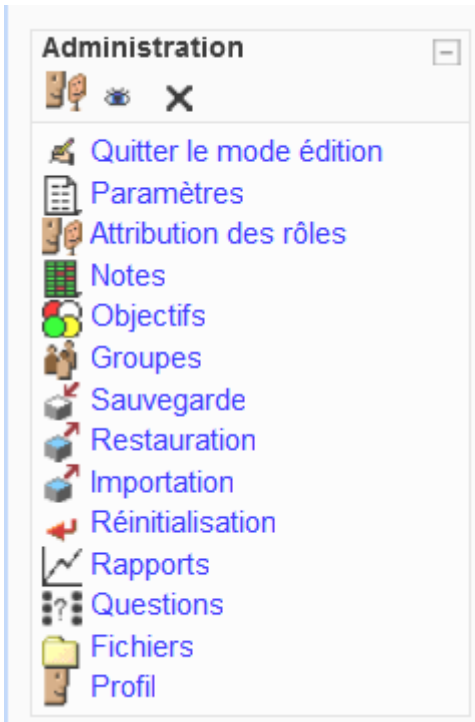 Administration
Quitter le mode édition
Paramètres
Attribution des rôles
Notes
Objectifs
Groupes
Sauvegarde
Restauration
Importation
Réinitialisation
Rapports
Questions
Fichiers
Profil